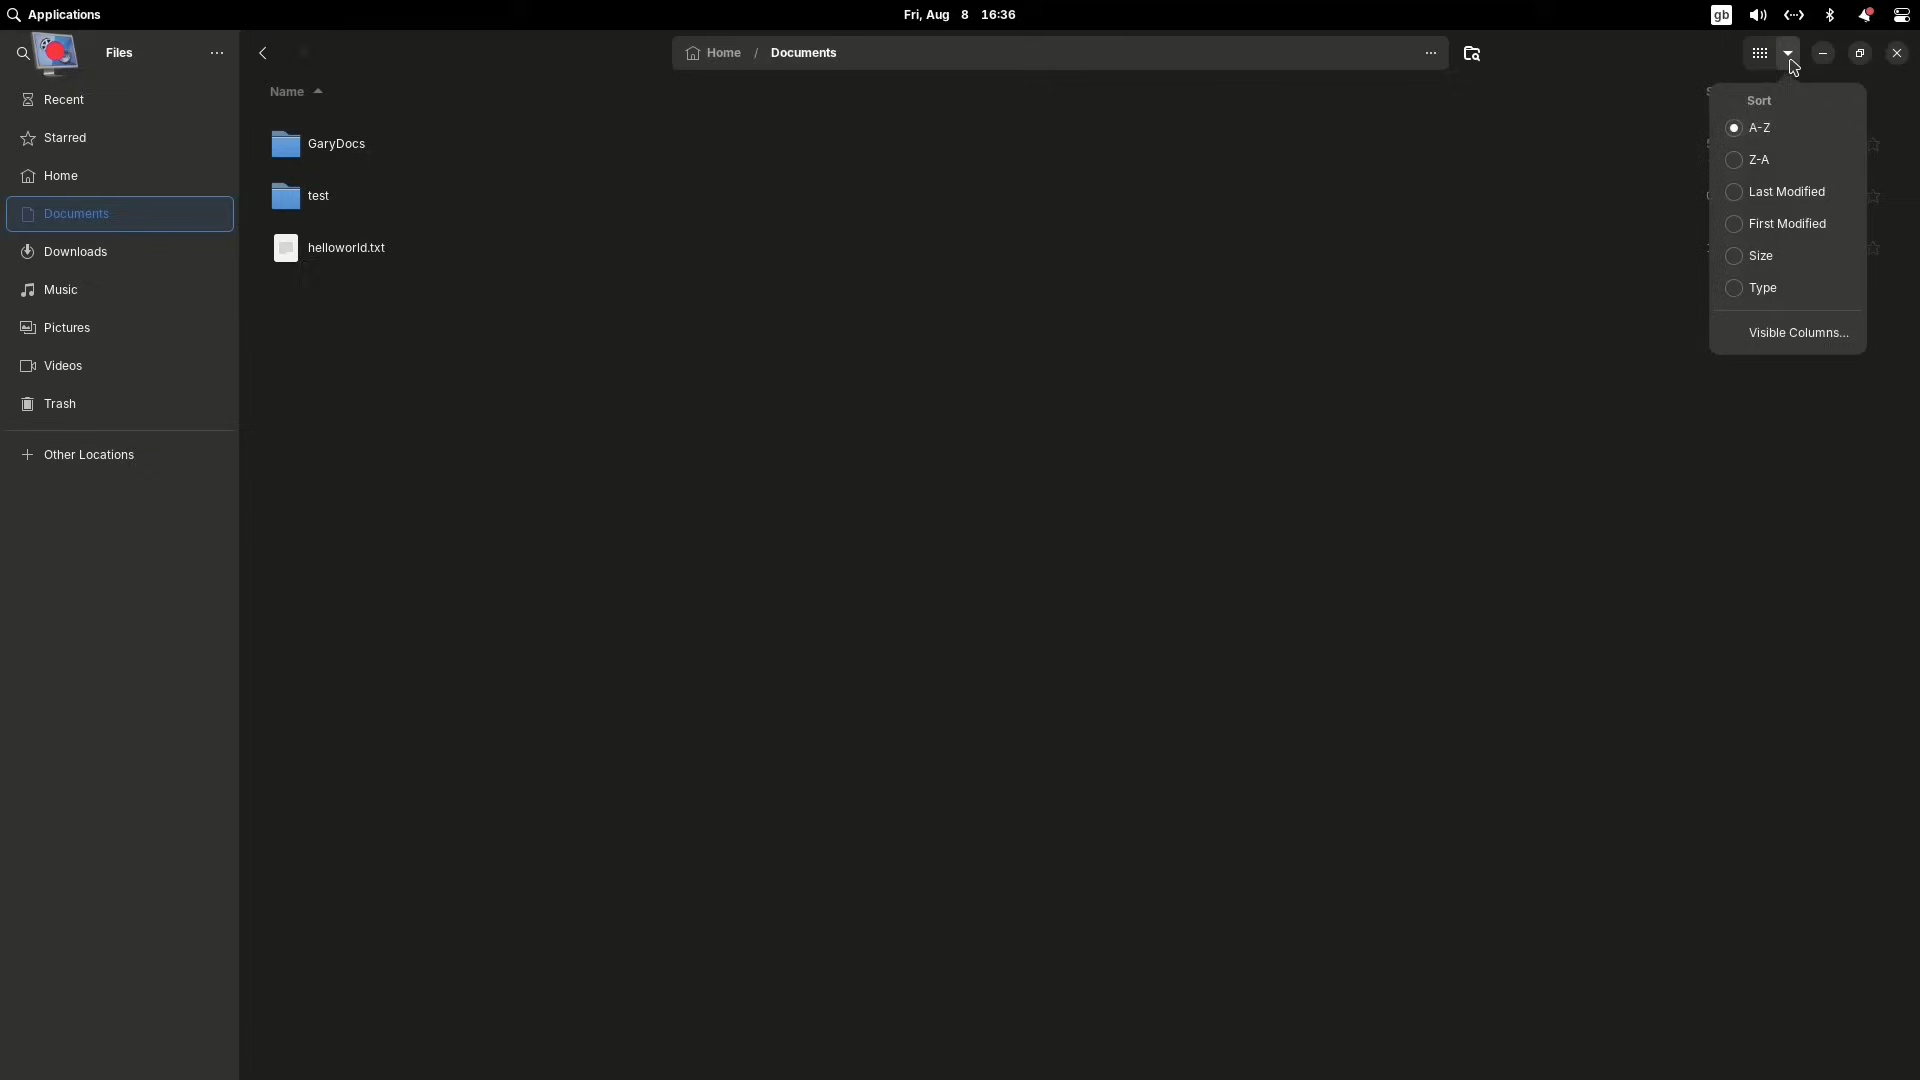 Applications
Fri, Aug 8 16:36
gb
Files
Home / Documents
Name
Recent
Starred
Home
Documents
Downloads
Music
Pictures
Videos
Trash
Other Locations
GaryDocs
test
helloworld.txt
Sort
A-Z
Z-A
Last Modified
First Modified
Size
Type
Visible Columns...